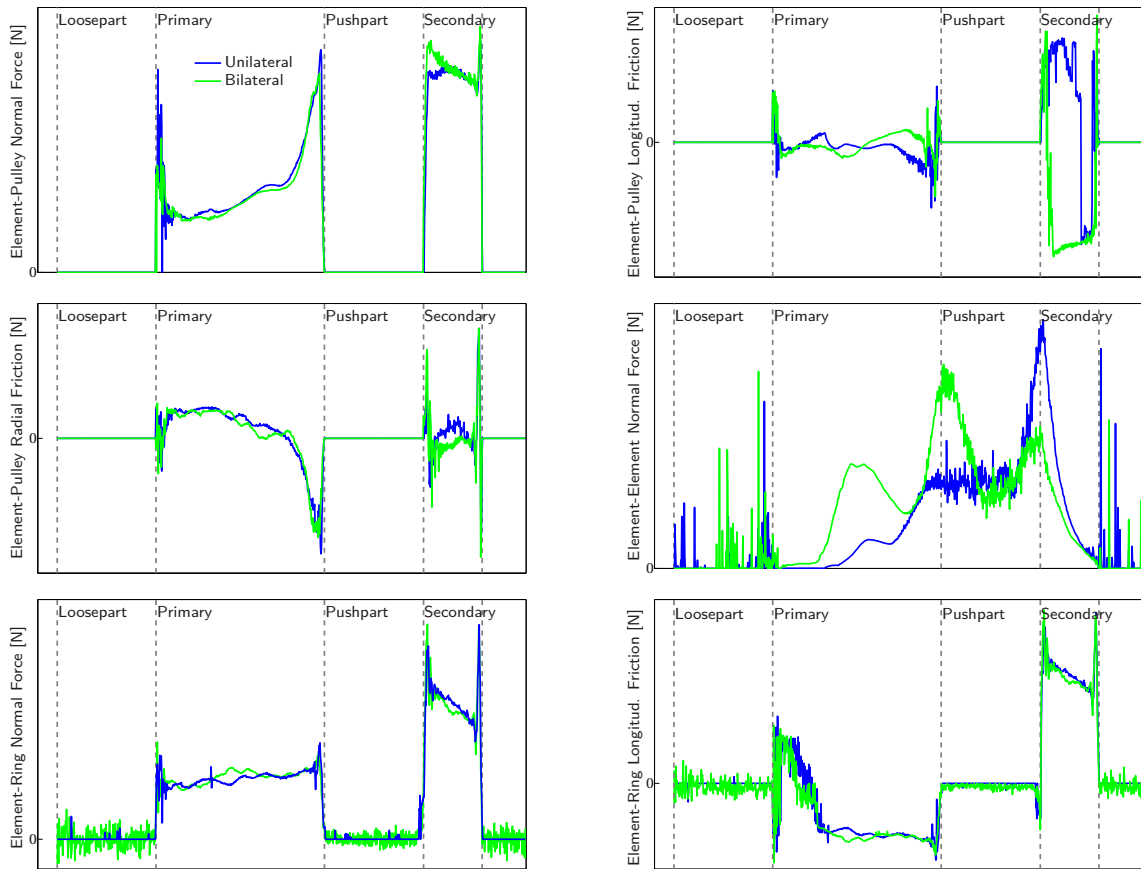 Element-Pulley Normal Force [N]
Loosepart Primary Pushpart Secondary
Unilateral
Bilateral
0
Element-Pulley Longitud. Friction [N]
Loosepart Primary Pushpart Secondary
0
Element-Pulley Radial Friction [N]
Loosepart Primary Pushpart Secondary
0
Element-Element Normal Force [N]
Loosepart Primary Pushpart Secondary
0
Element-Ring Normal Force [N]
Loosepart Primary Pushpart Secondary
0
Element-Ring Longitud. Friction [N]
Loosepart Primary Pushpart Secondary
0